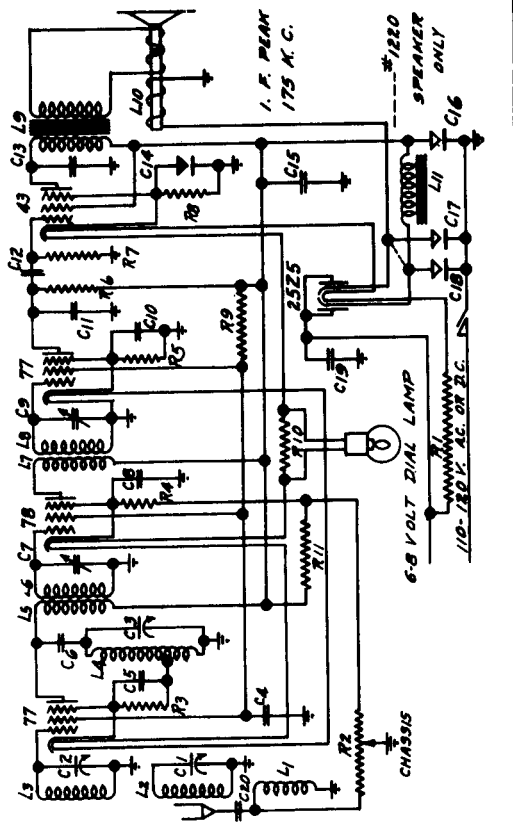 L9
L10
I. F. PEAK
175 K. C.
#1220
SPEAKER
ONLY
C13
C14
43
R8
C15
L11
C16
C17
C18
C12
R7
R6
C11
C10
R5
R9
77
25Z5
C19
C9
L8
L7
C8
R4
R10
6-8 VOLT DIAL LAMP
R1
110-120 V. A.C. OR D.C.
78
C7
L6
L5
R11
C6
C3
L4
C5
R3
C4
77
L3
C2
L2
C1
C20
L1
R2
CHASSIS